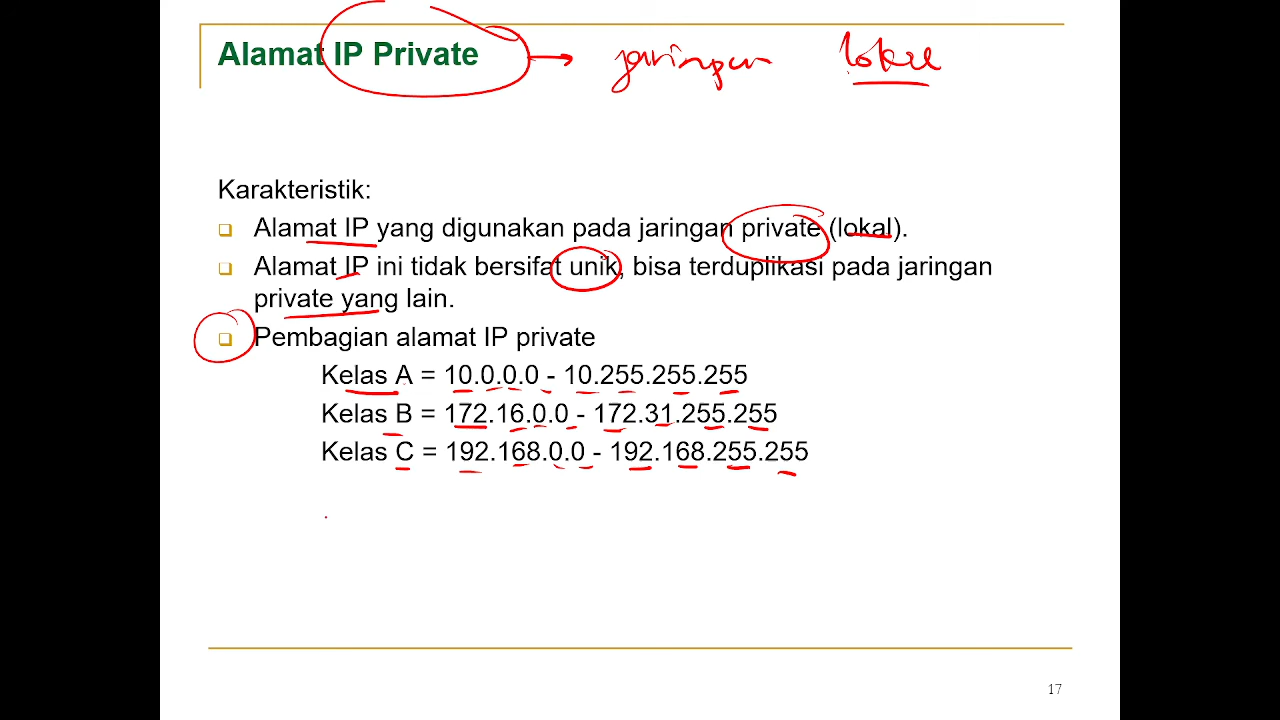 Alamat IP Private
jaringan lokal
Karakteristik:
Alamat IP yang digunakan pada jaringan private (lokal).
Alamat IP ini tidak bersifat unik, bisa terduplikasi pada jaringan
private yang lain.
Pembagian alamat IP private
Kelas A = 10.0.0.0 - 10.255.255.255
Kelas B = 172.16.0.0 - 172.31.255.255
Kelas C = 192.168.0.0 - 192.168.255.255
17